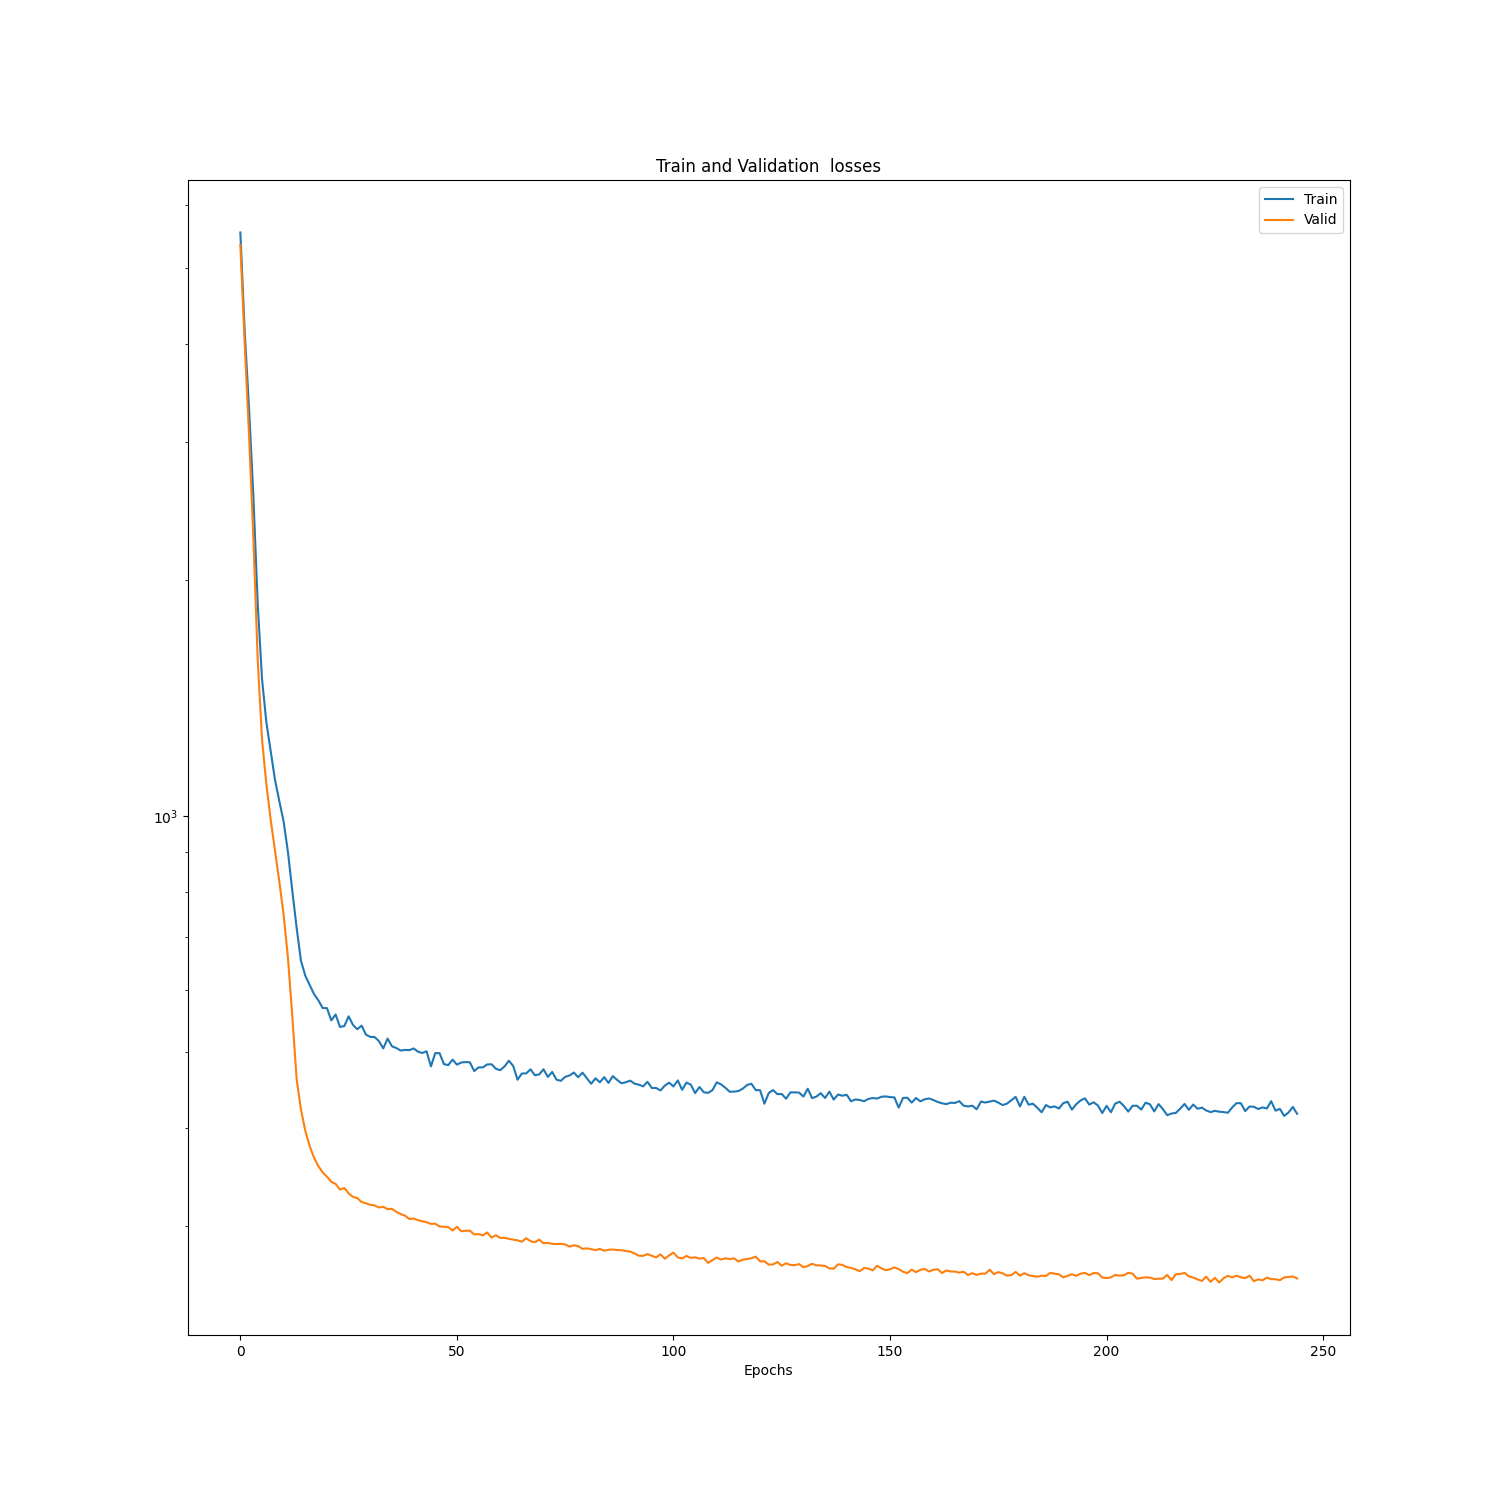 Train and Validation  losses
Train
Valid
10³
0 50 100 150 200 250
Epochs